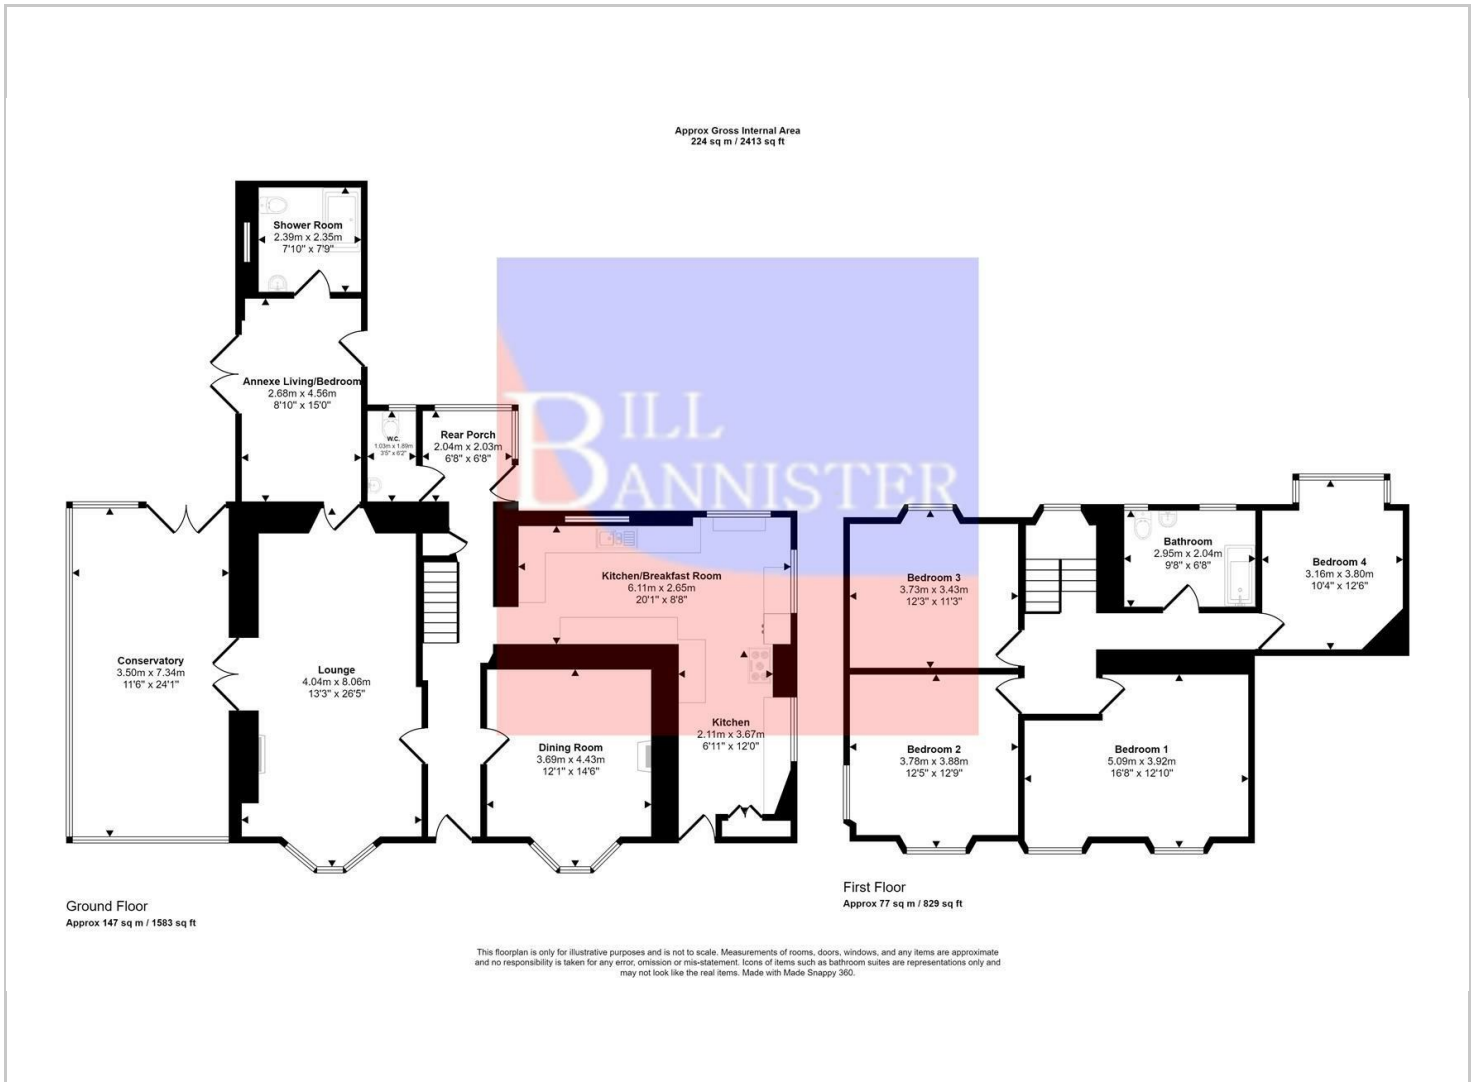 Approx Gross Internal Area
224 sq m / 2413 sq ft
Shower Room
2.39m x 2.35m
7'10" x 7'9"
Annexe Living/Bedroom
2.68m x 4.56m
8'10" x 15'0"
W.C.
1.03m x 1.89m
3'5" x 6'2"
Rear Porch
2.04m x 2.03m
6'8" x 6'8"
BILL
BANNISTER
Conservatory
3.50m x 7.34m
11'6" x 24'1"
Lounge
4.04m x 8.06m
13'3" x 26'5"
Kitchen/Breakfast Room
6.11m x 2.65m
20'1" x 8'8"
Dining Room
3.69m x 4.43m
12'1" x 14'6"
Kitchen
2.11m x 3.67m
6'11" x 12'0"
Ground Floor
Approx 147 sq m / 1583 sq ft
Bedroom 3
3.73m x 3.43m
12'3" x 11'3"
Bathroom
2.95m x 2.04m
9'8" x 6'8"
Bedroom 4
3.16m x 3.80m
10'4" x 12'6"
Bedroom 2
3.78m x 3.88m
12'5" x 12'9"
Bedroom 1
5.09m x 3.92m
16'8" x 12'10"
First Floor
Approx 77 sq m / 829 sq ft
This floorplan is only for illustrative purposes and is not to scale. Measurements of rooms, doors, windows, and any items are approximate
and no responsibility is taken for any error, omission or mis-statement. Icons of items such as bathroom suites are representations only and
may not look like the real items. Made with Made Snappy 360.